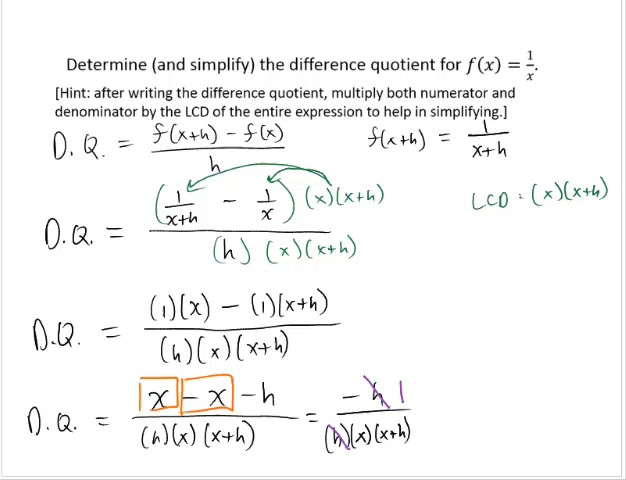 Determine (and simplify) the difference quotient for f(x) = 1/x.
[Hint: after writing the difference quotient, multiply both numerator and
denominator by the LCD of the entire expression to help in simplifying.]
D.Q. = (f(x+h) - f(x))/h    f(x+h) = 1/(x+h)
D.Q. = ((1/(x+h) - 1/x) (x)(x+h))/((h) (x)(x+h))    LCD: (x)(x+h)
D.Q. = ((1)(x) - (1)(x+h))/((h)(x)(x+h))
D.Q. = (x - x - h)/((h)(x)(x+h)) = (-h 1)/((h)(x)(x+h))